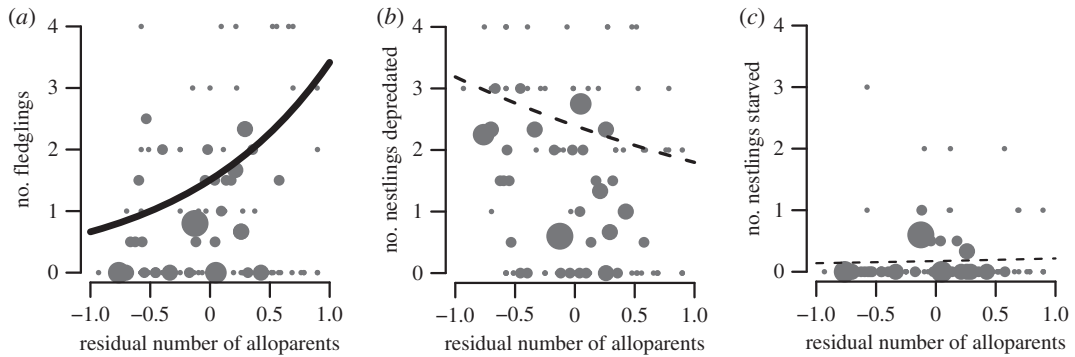 (a)
no. fledglings
4
3
2
1
0
−1.0 −0.5 0 0.5 1.0
residual number of alloparents
(b)
no. nestlings depredated
4
3
2
1
0
−1.0 −0.5 0 0.5 1.0
residual number of alloparents
(c)
no. nestlings starved
4
3
2
1
0
−1.0 −0.5 0 0.5 1.0
residual number of alloparents